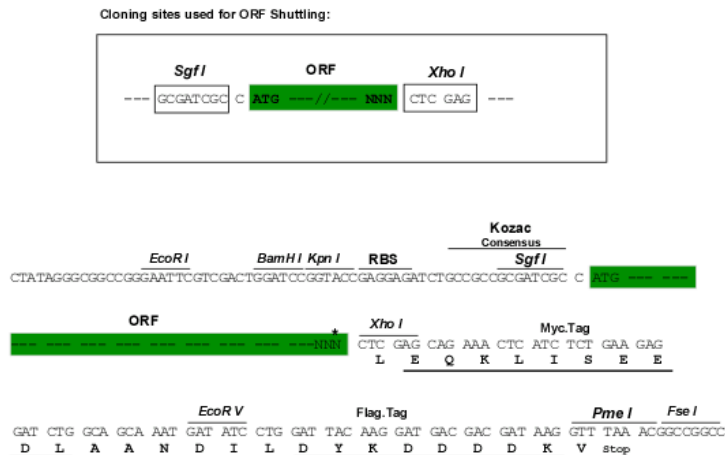 Cloning sites used for ORF Shuttling:
Sgf I ORF Xho I
--- GCGATCGC C ATG ---//--- NNN CTC GAG ---
Kozac
Consensus
EcoR I BamH I Kpn I RBS Sgf I
CTATAGGGCGGCCGGGAATTCGTCGACTGGATCCGGTACCGAGGAGATCTGCCGCCGCGATCGC C ATG --- ---
ORF
* Xho I Myc.Tag
--- --- --- --- --- --- --- --- --- --- ---NNN CTC GAG CAG AAA CTC ATC TCT GAA GAG
L E Q K L I S E E
EcoR V Flag.Tag Pme I Fse I
GAT CTG GCA GCA AAT GAT ATC CTG GAT TAC AAG GAT GAC GAC GAT AAG GTT TAA ACGGCCGGCC
D L A A N D I L D Y K D D D D K V Stop